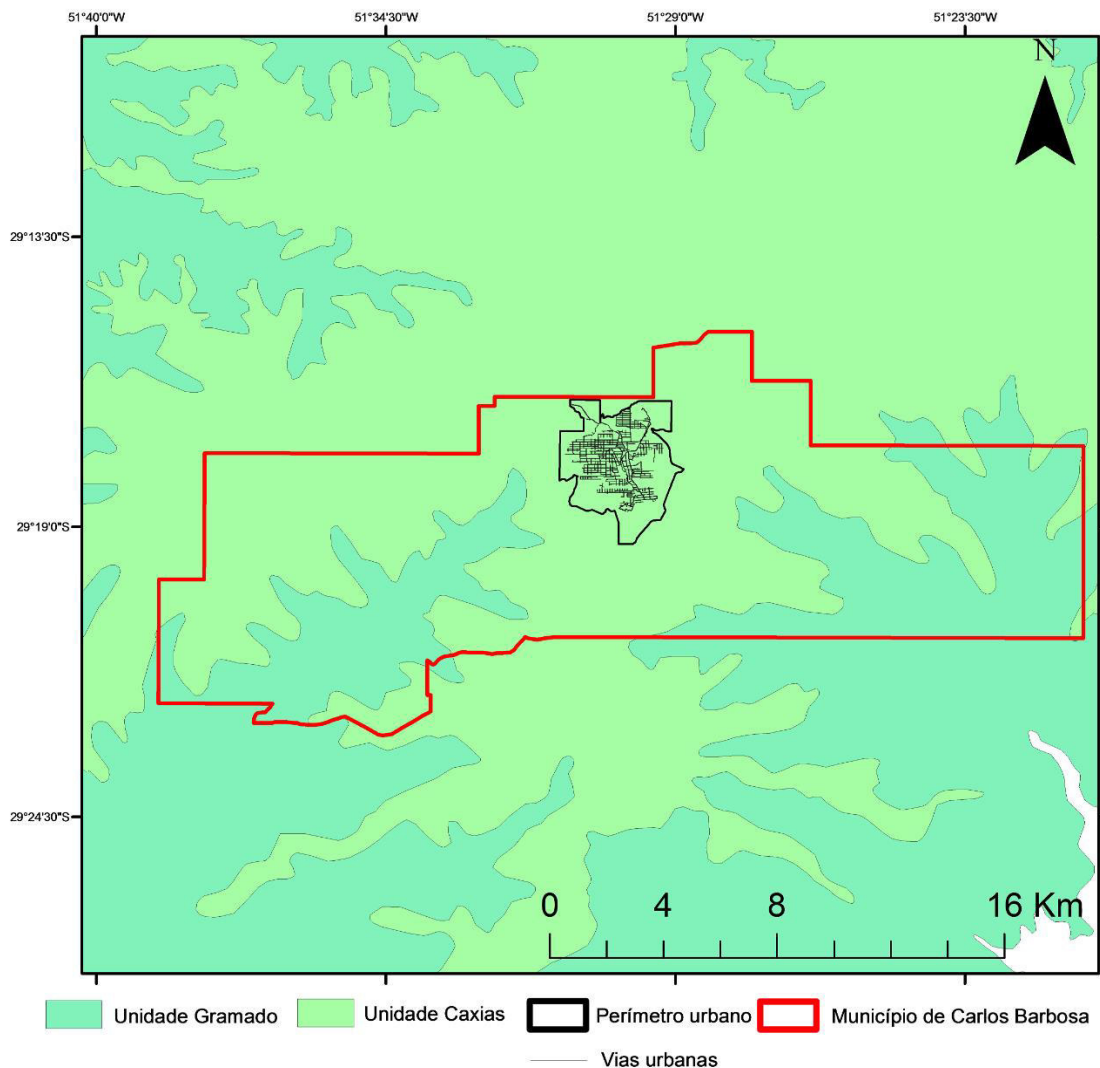 51°40'0"W 51°34'30"W 51°29'0"W 51°23'30"W
N
29°13'30"S
29°19'0"S
29°24'30"S
0 4 8 16 Km
Unidade Gramado Unidade Caxias Perímetro urbano Município de Carlos Barbosa
Vias urbanas